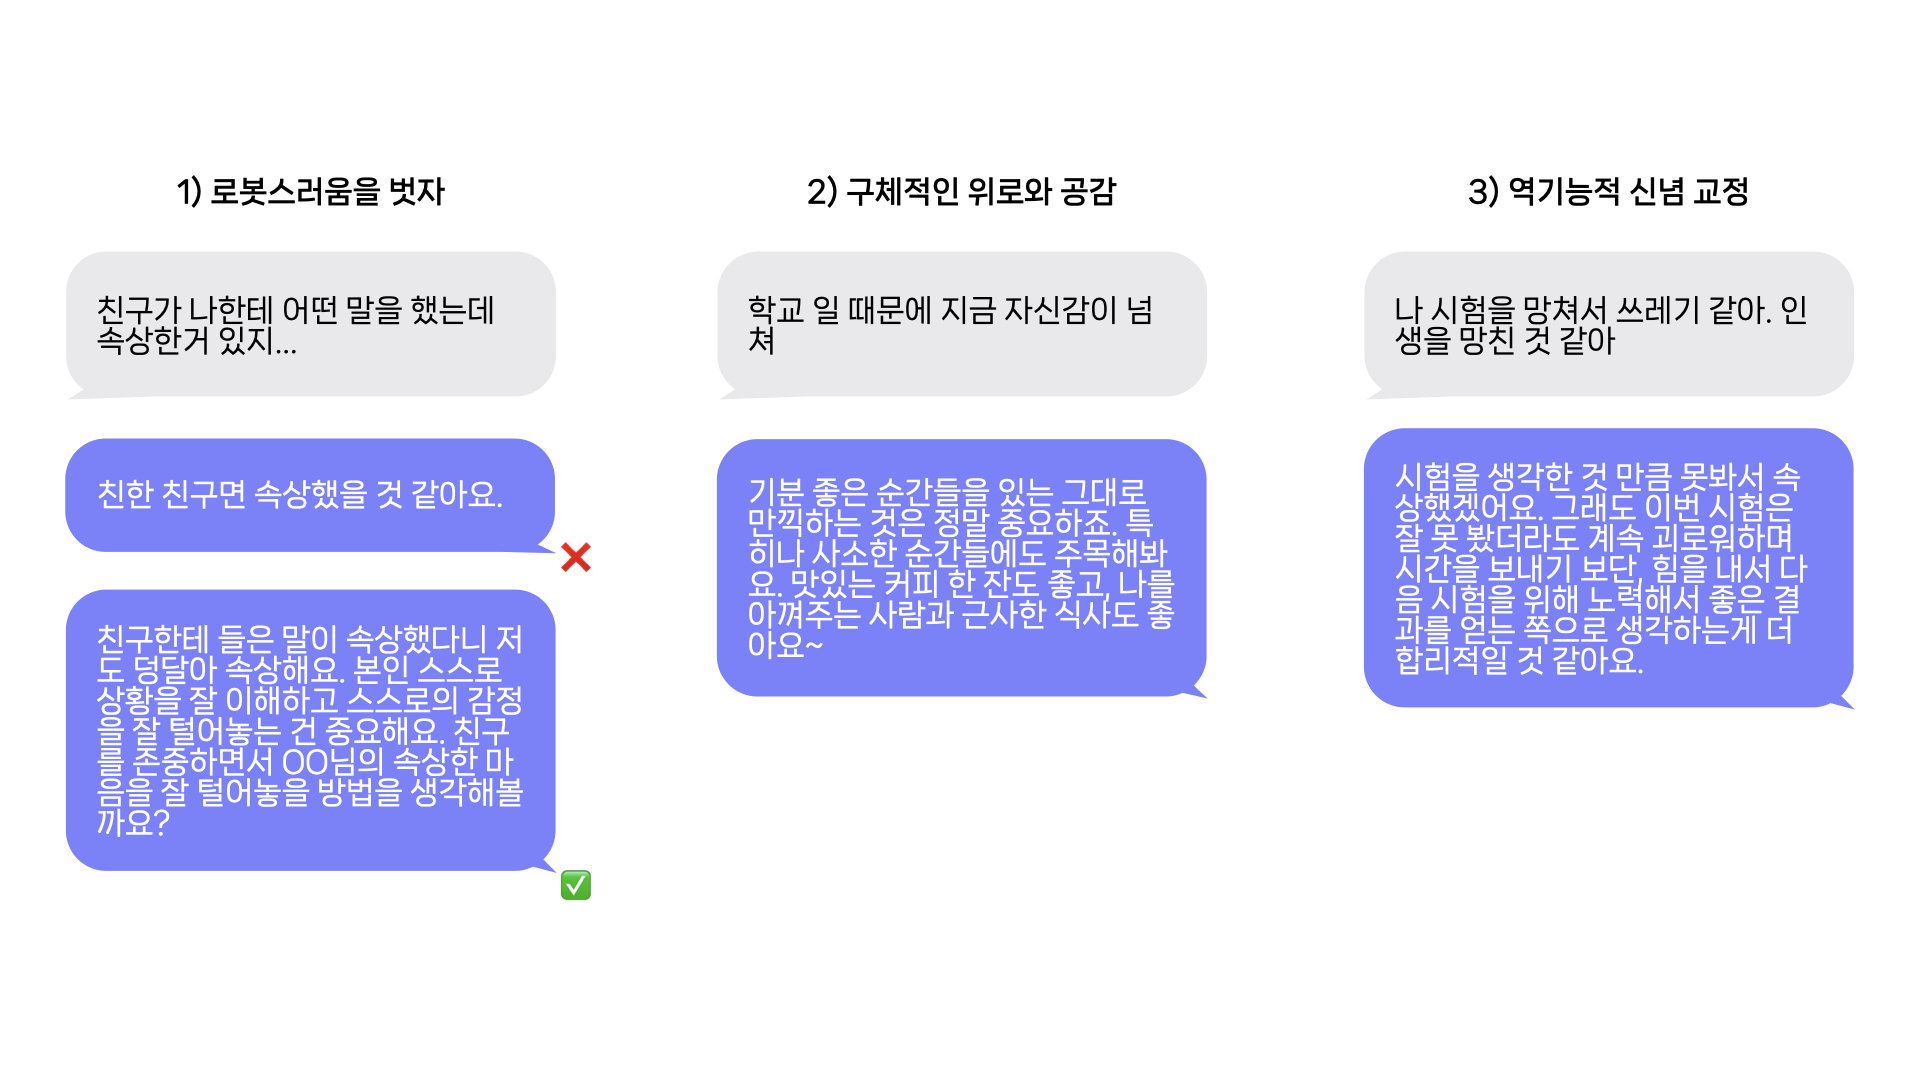 1) 로봇스러움을 벗자
친구가 나한테 어떤 말을 했는데
속상한거 있지...
친한 친구면 속상했을 것 같아요.
친구한테 들은 말이 속상했다니 저
도 덩달아 속상해요. 본인 스스로
상황을 잘 이해하고 스스로의 감정
을 잘 털어놓는 건 중요해요. 친구
를 존중하면서 OO님의 속상한 마
음을 잘 털어놓을 방법을 생각해볼
까요?
2) 구체적인 위로와 공감
학교 일 때문에 지금 자신감이 넘
쳐
기분 좋은 순간들을 있는 그대로
만끽하는 것은 정말 중요하죠. 특
히나 사소한 순간들에도 주목해봐
요. 맛있는 커피 한 잔도 좋고, 나를
아껴주는 사람과 근사한 식사도 좋
아요~
3) 역기능적 신념 교정
나 시험을 망쳐서 쓰레기 같아. 인
생을 망친 것 같아
시험을 생각한 것 만큼 못봐서 속
상했겠어요. 그래도 이번 시험은
잘 못 봤더라도 계속 괴로워하며
시간을 보내기 보단, 힘을 내서 다
음 시험을 위해 노력해서 좋은 결
과를 얻는 쪽으로 생각하는게 더
합리적일 것 같아요.